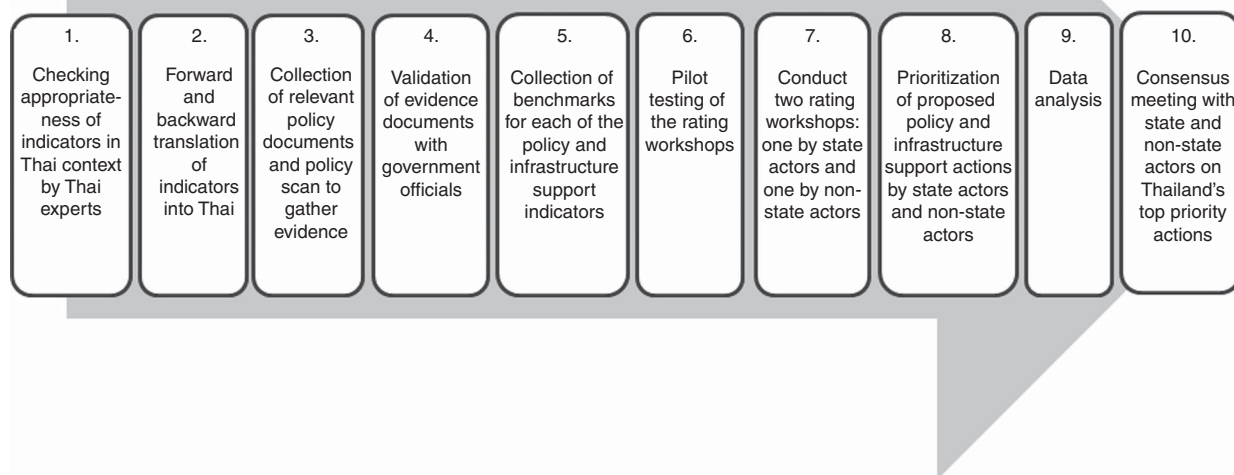 1.
Checking
appropriate-
ness of
indicators in
Thai context
by Thai
experts
2.
Forward
and
backward
translation
of
indicators
into Thai
3.
Collection
of relevant
policy
documents
and policy
scan to
gather
evidence
4.
Validation
of evidence
documents
with
government
officials
5.
Collection of
benchmarks
for each of the
policy and
infrastructure
support
indicators
6.
Pilot
testing of
the rating
workshops
7.
Conduct
two rating
workshops:
one by state
actors and
one by non-
state actors
8.
Prioritization
of proposed
policy and
infrastructure
support actions
by state actors
and non-state
actors
9.
Data
analysis
10.
Consensus
meeting with
state and
non-state
actors on
Thailand's
top priority
actions